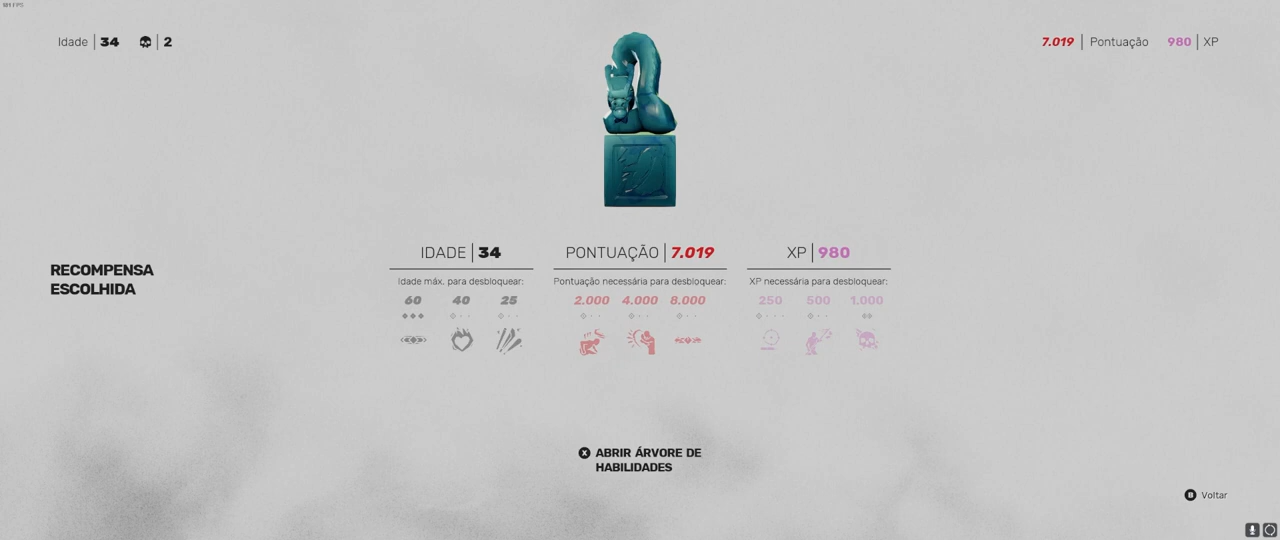 Idade | 34 2
7.019 | Pontuação 980 | XP
IDADE | 34
PONTUAÇÃO | 7.019
XP | 980
RECOMPENSA
ESCOLHIDA
Idade máx. para desbloquear:
60 40 25
Pontuação necessária para desbloquear:
2.000 4.000 8.000
XP necessária para desbloquear:
250 500 1.000
X ABRIR ÁRVORE DE
HABILIDADES
B Voltar